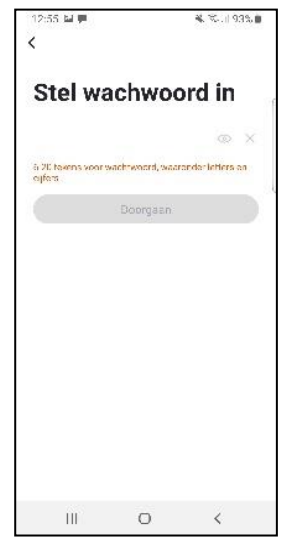 12:55 93%
Stel wachwoord in
6-20 tekens voor wachtwoord, waaronder letters en
cijfers
Doorgaan